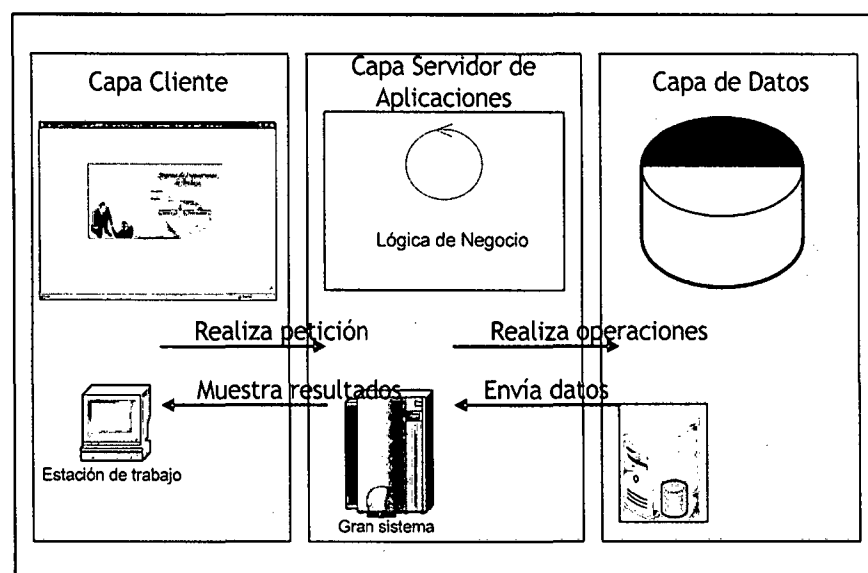 Capa Cliente
Capa Servidor de
Aplicaciones
Capa de Datos
Lógica de Negocio
Realiza petición
Realiza operaciones
Muestra resultados
Envía datos
Estación de trabajo
Gran sistema